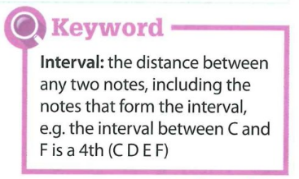 Keyword
Interval: the distance between
any two notes, including the
notes that form the interval,
e.g. the interval between C and
F is a 4th (C D E F)